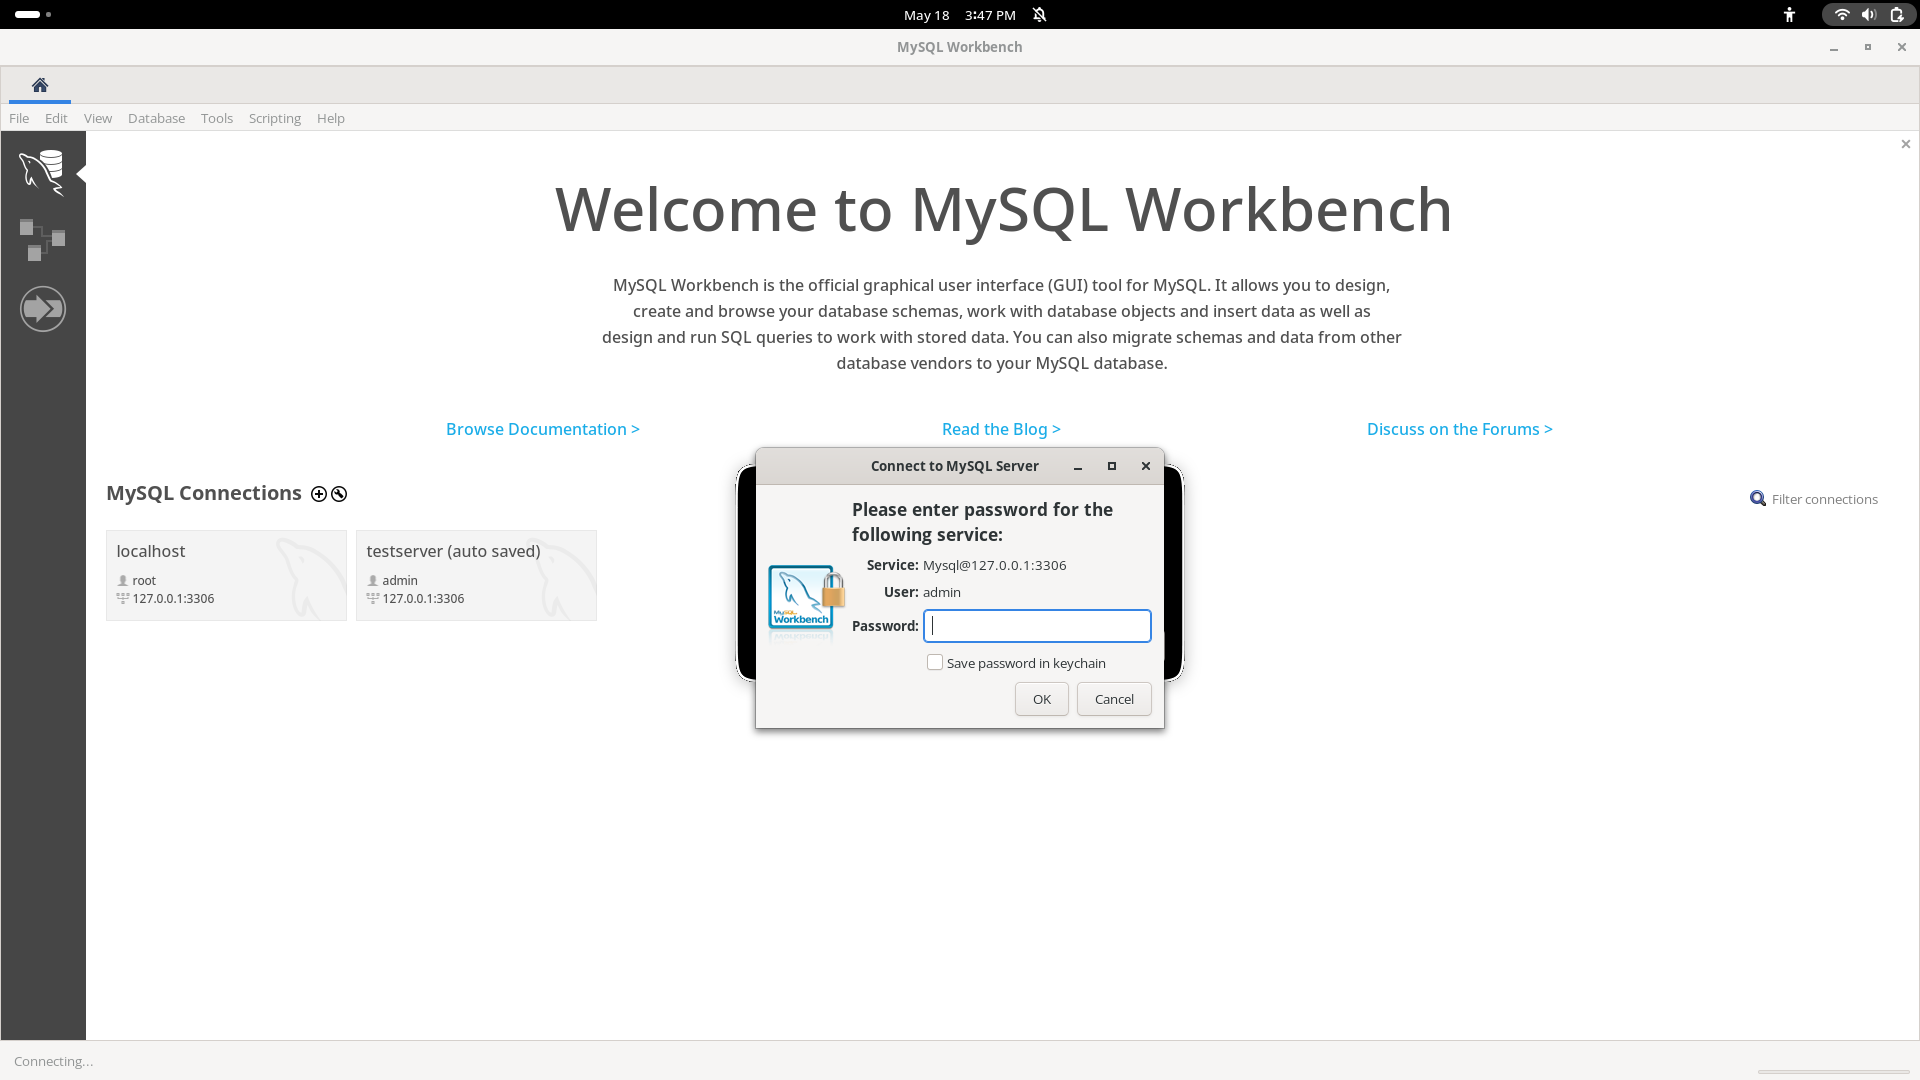 May 18 3:47 PM
MySQL Workbench
File Edit View Database Tools Scripting Help
Welcome to MySQL Workbench
MySQL Workbench is the official graphical user interface (GUI) tool for MySQL. It allows you to design,
create and browse your database schemas, work with database objects and insert data as well as
design and run SQL queries to work with stored data. You can also migrate schemas and data from other
database vendors to your MySQL database.
Browse Documentation > Read the Blog > Discuss on the Forums >
MySQL Connections
Filter connections
localhost
root
127.0.0.1:3306
testserver (auto saved)
admin
127.0.0.1:3306
Connect to MySQL Server
Please enter password for the
following service:
Service: Mysql@127.0.0.1:3306
User: admin
Password:
MySQL
Workbench
Save password in keychain
OK Cancel
Connecting...